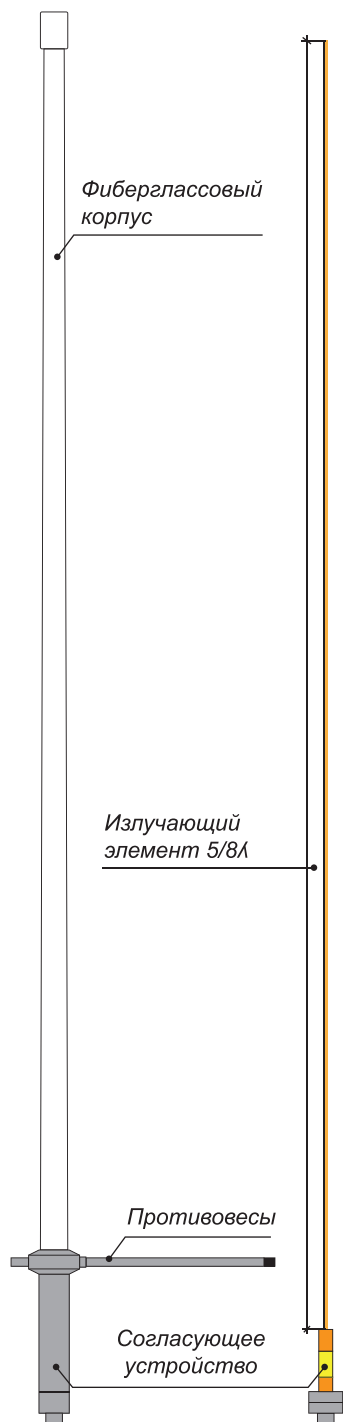 Фиберглассовый
корпус
Излучающий
элемент 5/8λ
Противовесы
Согласующее
устройство